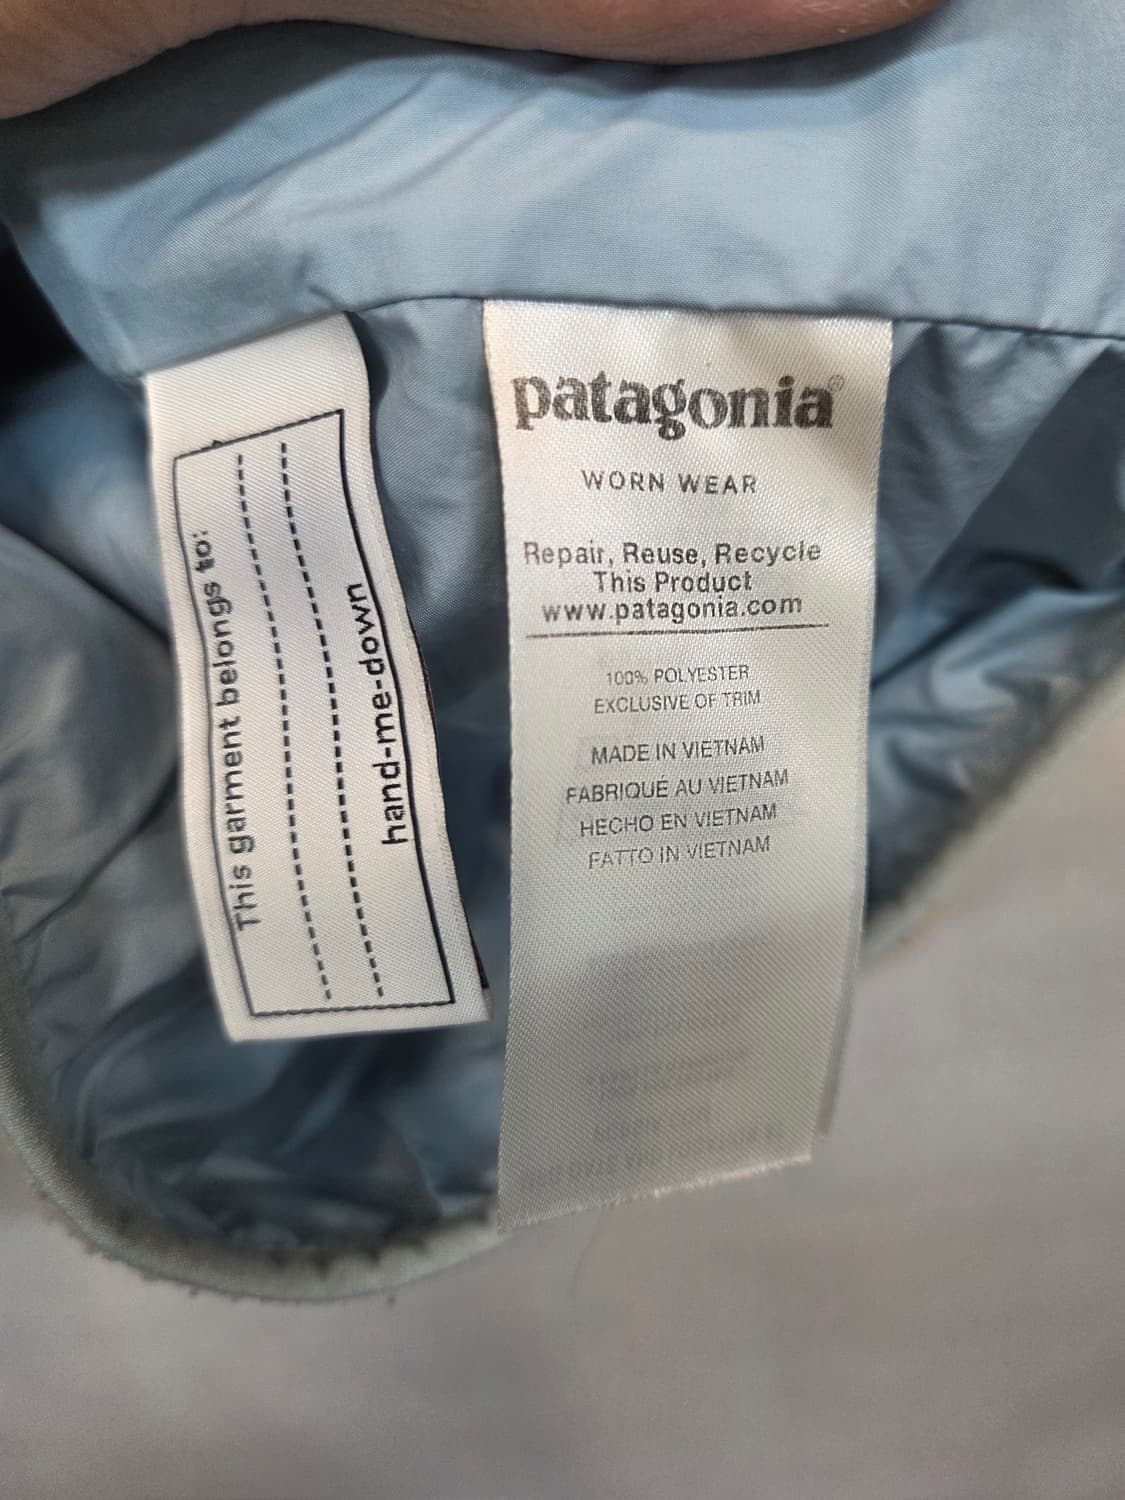 This garment belongs to:
hand-me-down
patagonia®
WORN WEAR
Repair, Reuse, Recycle
This Product
www.patagonia.com
100% POLYESTER
EXCLUSIVE OF TRIM
MADE IN VIETNAM
FABRIQUÉ AU VIETNAM
HECHO EN VIETNAM
FATTO IN VIETNAM